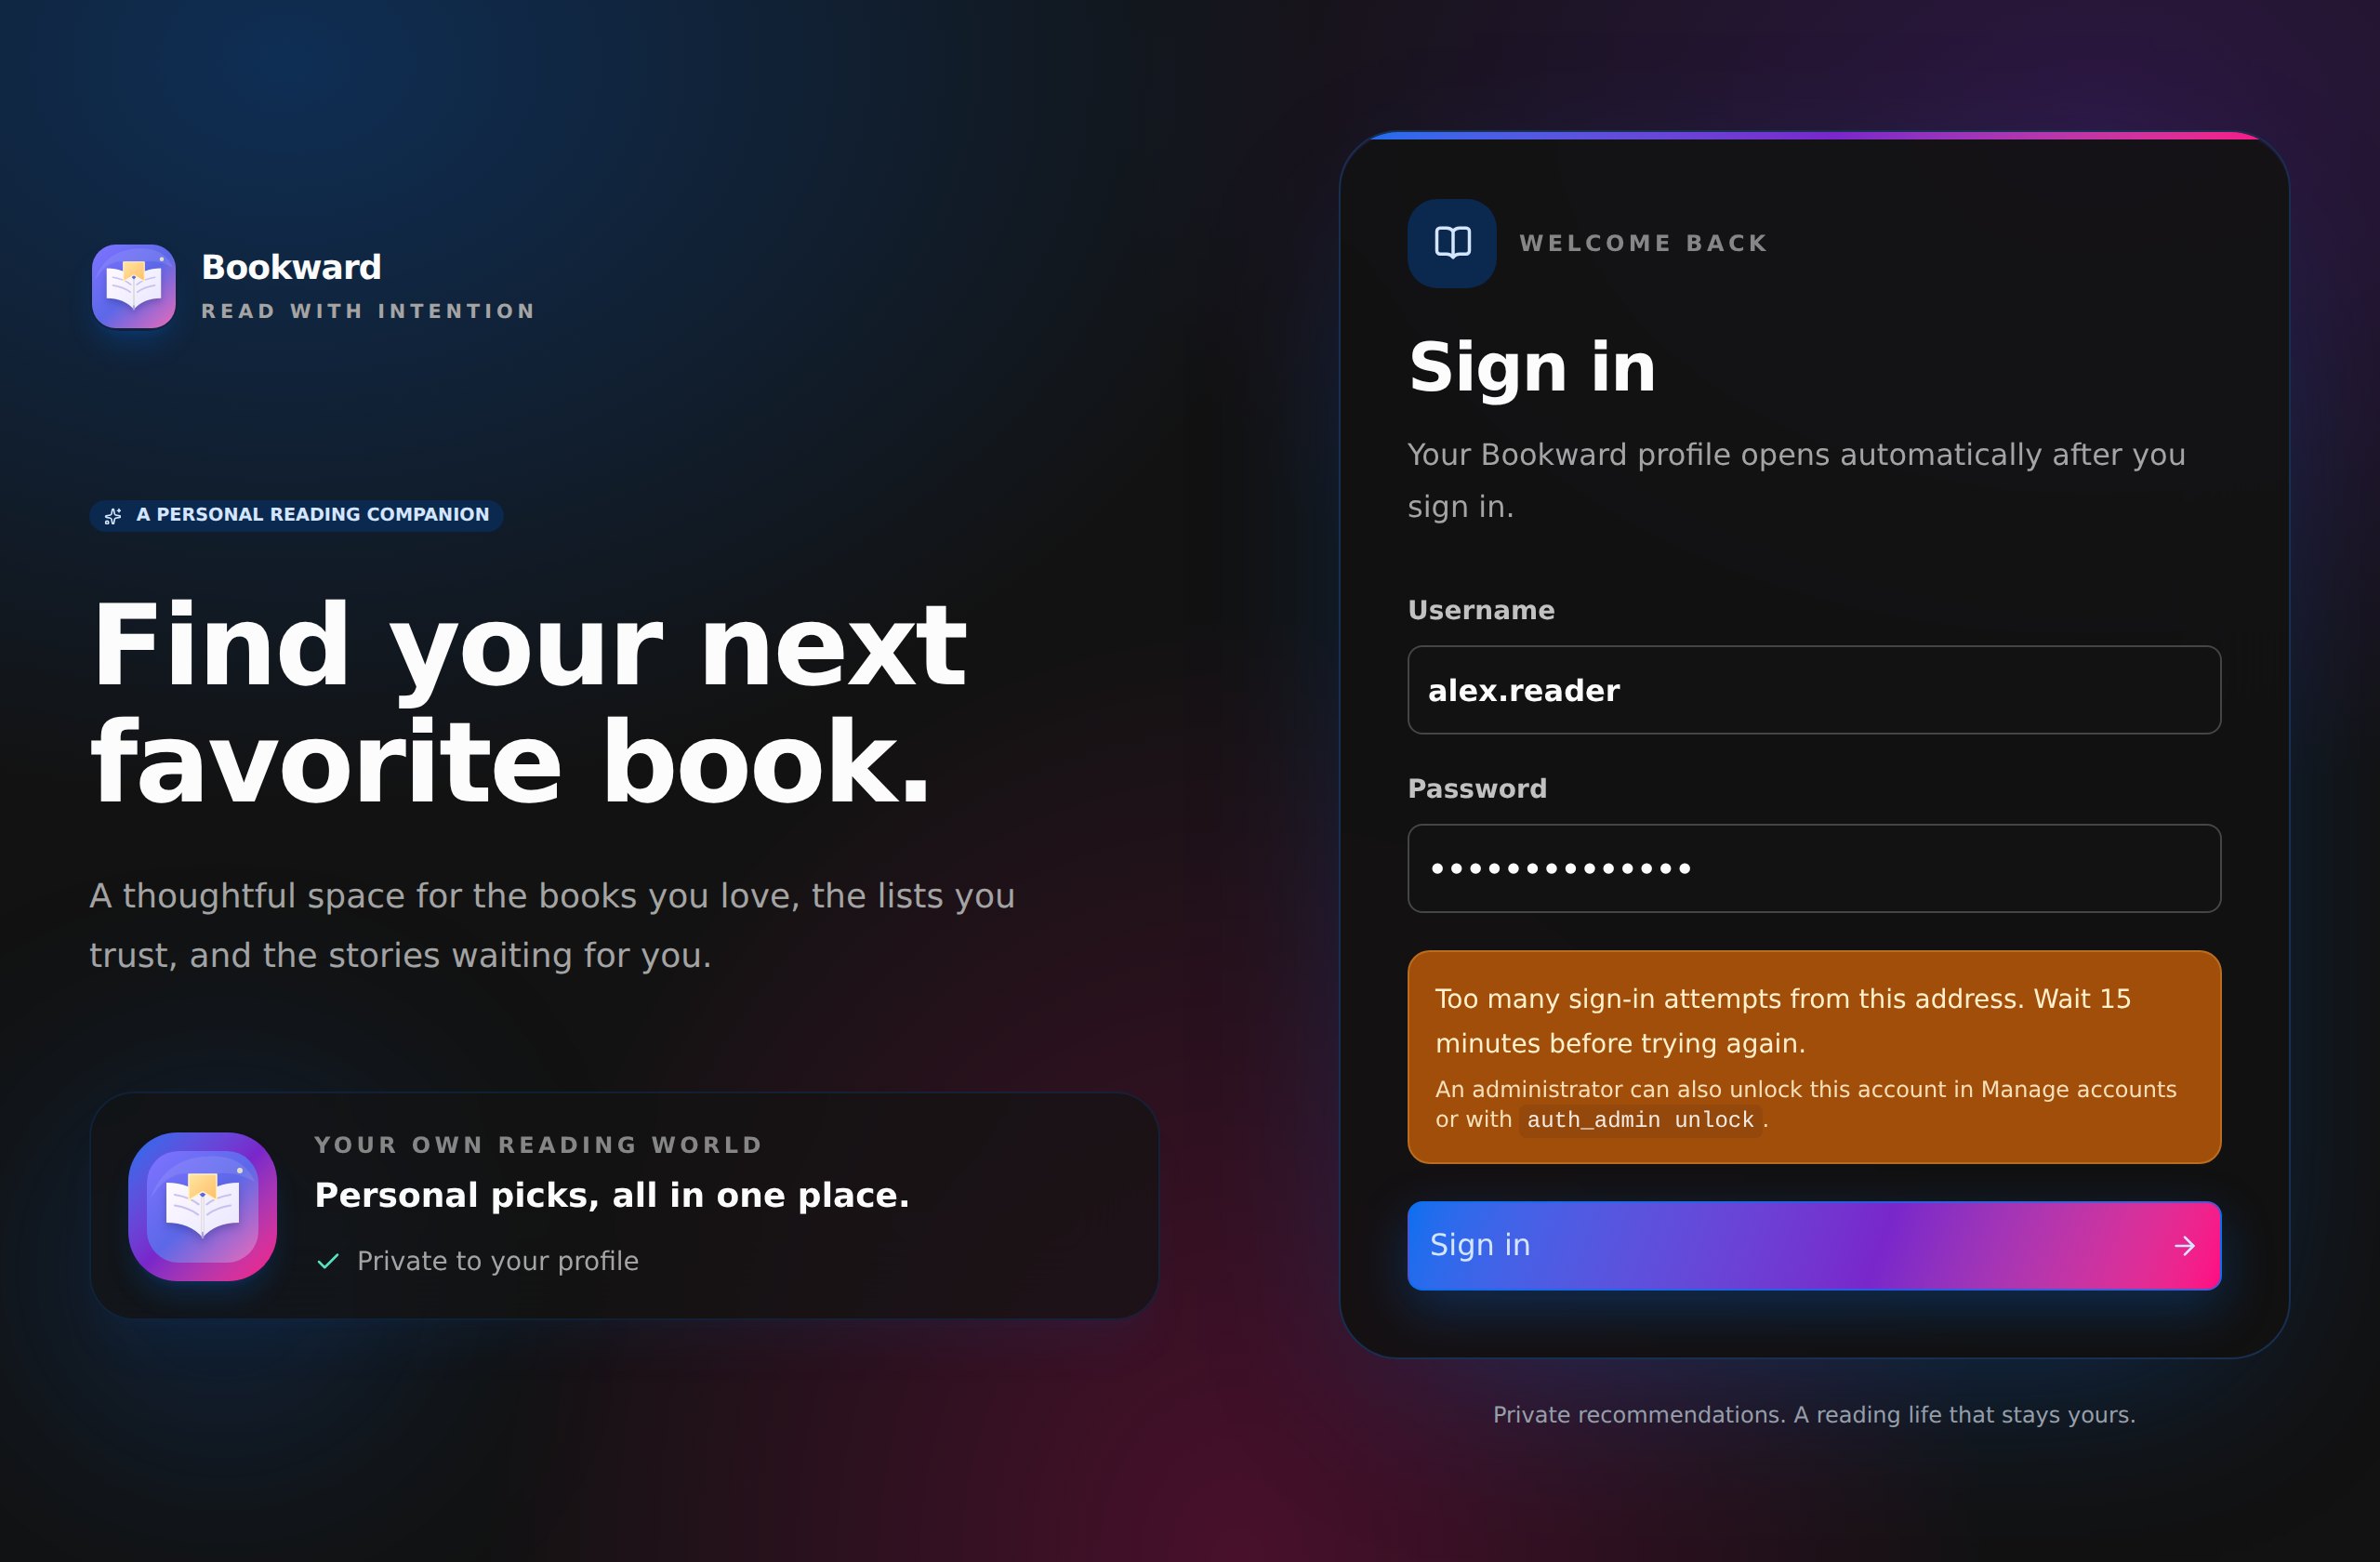 Bookward
READ WITH INTENTION
A PERSONAL READING COMPANION
Find your next
favorite book.
A thoughtful space for the books you love, the lists you
trust, and the stories waiting for you.
YOUR OWN READING WORLD
Personal picks, all in one place.
Private to your profile
WELCOME BACK
Sign in
Your Bookward profile opens automatically after you
sign in.
Username
alex.reader
Password
••••••••••••••
Too many sign-in attempts from this address. Wait 15
minutes before trying again.
An administrator can also unlock this account in Manage accounts
or with auth_admin unlock.
Sign in
Private recommendations. A reading life that stays yours.